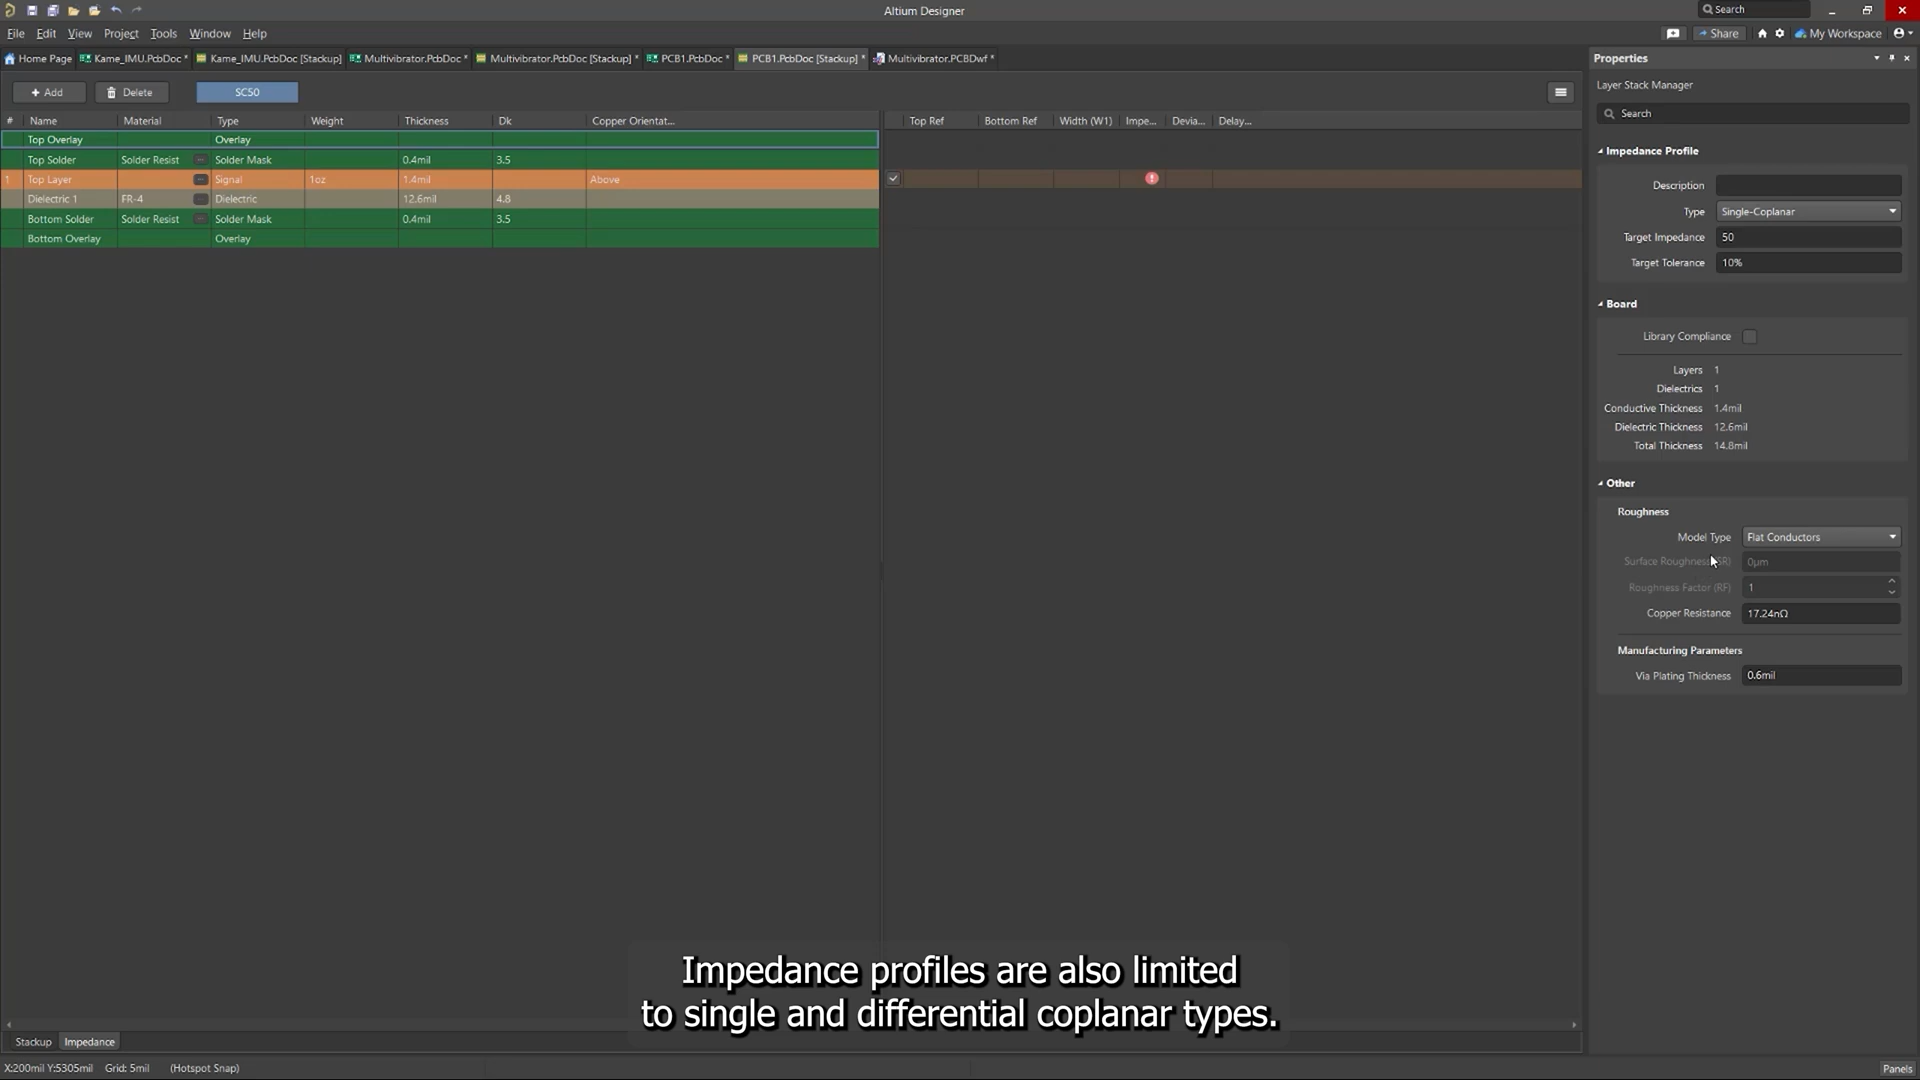 Altium Designer
Search
File Edit View Project Tools Window Help
Share My Workspace
Home Page Kame_IMU.PcbDoc * Kame_IMU.PcbDoc [Stackup] Multivibrator.PcbDoc * Multivibrator.PcbDoc [Stackup] * PCB1.PcbDoc * PCB1.PcbDoc [Stackup] * Multivibrator.PCBDwf *
+ Add Delete SC50
# Name Material Type Weight Thickness Dk Copper Orientat... Top Ref Bottom Ref Width (W1) Impe... Devia... Delay...
Top Overlay Overlay
Top Solder Solder Resist Solder Mask 0.4mil 3.5
1 Top Layer Signal 1oz 1.4mil Above
Dielectric 1 FR-4 Dielectric 12.6mil 4.8
Bottom Solder Solder Resist Solder Mask 0.4mil 3.5
Bottom Overlay Overlay
Properties
Layer Stack Manager
Search
Impedance Profile
Description
Type Single-Coplanar
Target Impedance 50
Target Tolerance 10%
Board
Library Compliance
Layers 1
Dielectrics 1
Conductive Thickness 1.4mil
Dielectric Thickness 12.6mil
Total Thickness 14.8mil
Other
Roughness
Model Type Flat Conductors
Surface Roughness (SR) 0μm
Roughness Factor (RF) 1
Copper Resistance 17.24nΩ
Manufacturing Parameters
Via Plating Thickness 0.6mil
Impedance profiles are also limited
to single and differential coplanar types.
Stackup Impedance
X:200mil Y:5305mil Grid: 5mil (Hotspot Snap)
Panels